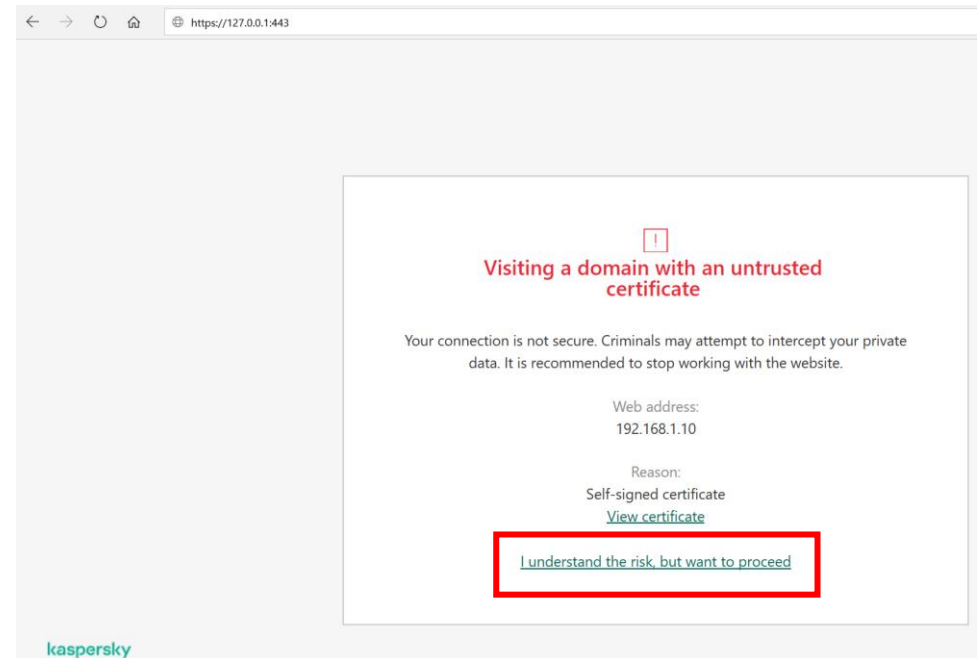 https://127.0.0.1:443
!
Visiting a domain with an untrusted
certificate
Your connection is not secure. Criminals may attempt to intercept your private
data. It is recommended to stop working with the website.
Web address:
192.168.1.10
Reason:
Self-signed certificate
View certificate
I understand the risk, but want to proceed
kaspersky